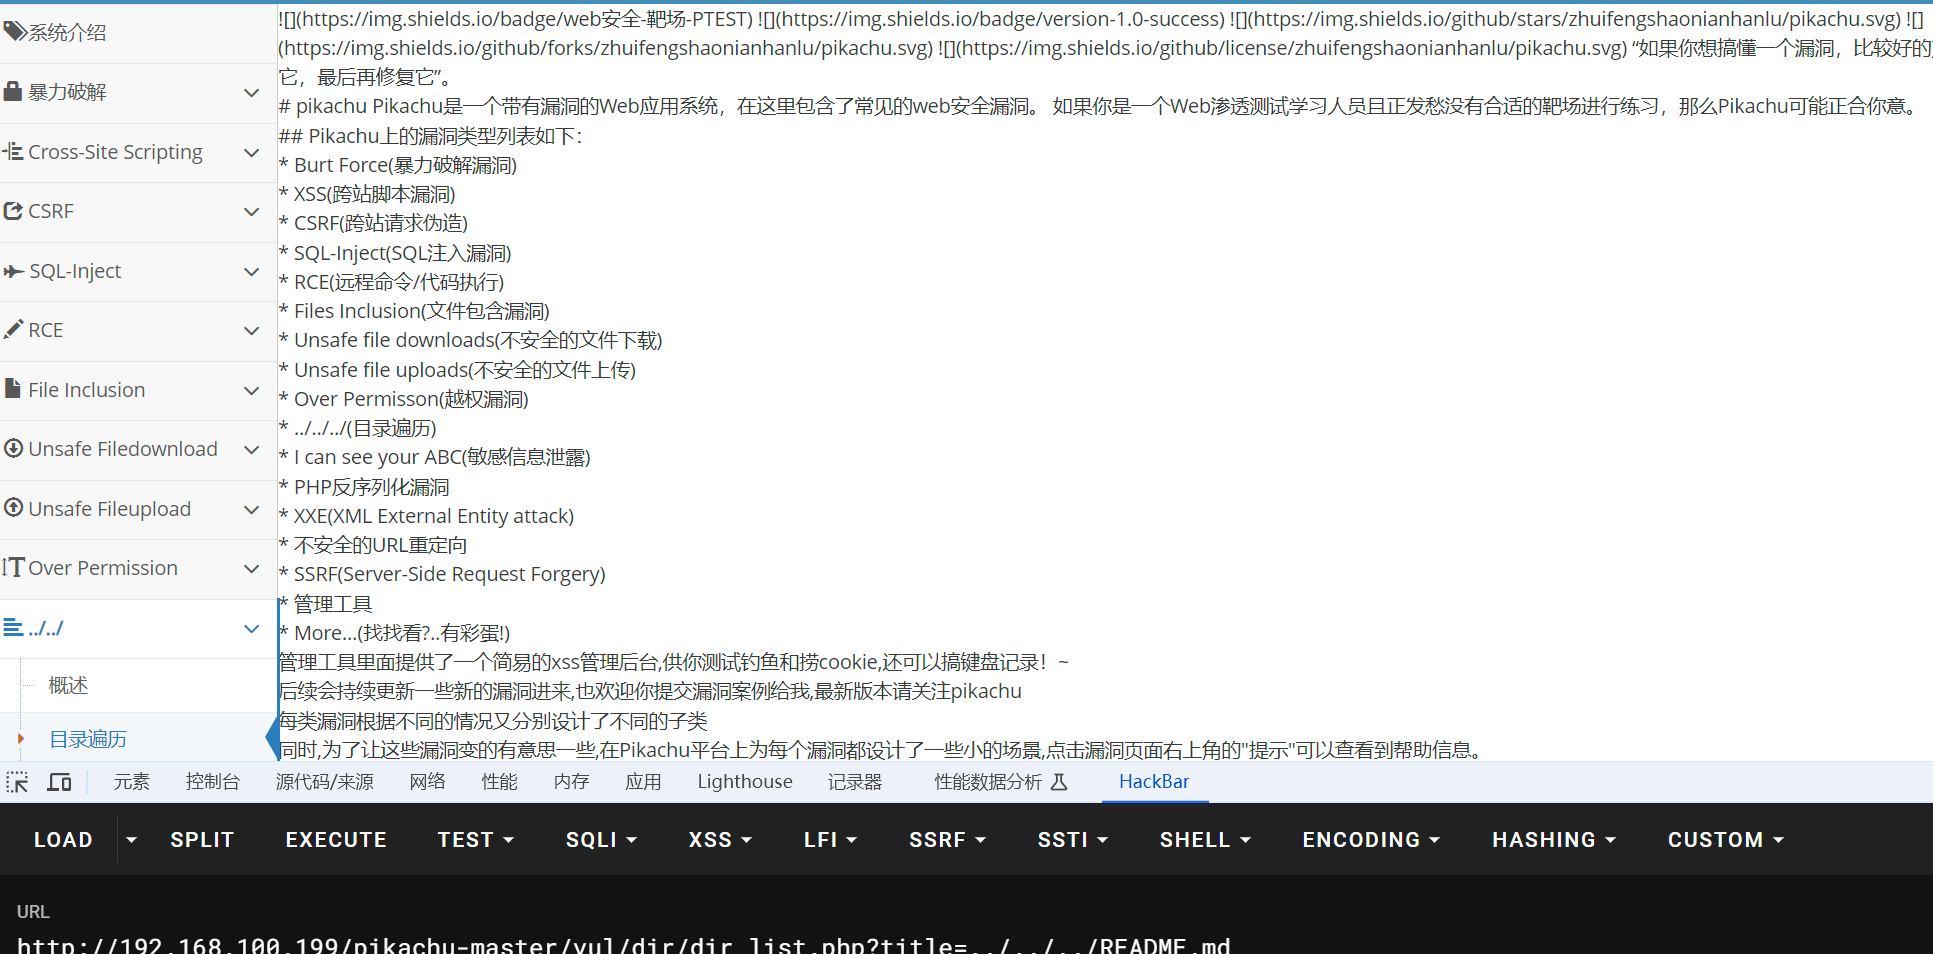 系统介绍
暴力破解
Cross-Site Scripting
CSRF
SQL-Inject
RCE
File Inclusion
Unsafe Filedownload
Unsafe Fileupload
Over Permission
../../
概述
目录遍历
![](https://img.shields.io/badge/web安全-靶场-PTEST) ![](https://img.shields.io/badge/version-1.0-success) ![](https://img.shields.io/github/stars/zhuifengshaonianhanlu/pikachu.svg) ![]
(https://img.shields.io/github/forks/zhuifengshaonianhanlu/pikachu.svg) ![](https://img.shields.io/github/license/zhuifengshaonianhanlu/pikachu.svg) “如果你想搞懂一个漏洞，比较好的
它，最后再修复它”。
# pikachu Pikachu是一个带有漏洞的Web应用系统，在这里包含了常见的web安全漏洞。 如果你是一个Web渗透测试学习人员且正发愁没有合适的靶场进行练习，那么Pikachu可能正合你意。
## Pikachu上的漏洞类型列表如下：
* Burt Force(暴力破解漏洞)
* XSS(跨站脚本漏洞)
* CSRF(跨站请求伪造)
* SQL-Inject(SQL注入漏洞)
* RCE(远程命令/代码执行)
* Files Inclusion(文件包含漏洞)
* Unsafe file downloads(不安全的文件下载)
* Unsafe file uploads(不安全的文件上传)
* Over Permisson(越权漏洞)
* ../../../(目录遍历)
* I can see your ABC(敏感信息泄露)
* PHP反序列化漏洞
* XXE(XML External Entity attack)
* 不安全的URL重定向
* SSRF(Server-Side Request Forgery)
* 管理工具
* More...(找找看?..有彩蛋!)
管理工具里面提供了一个简易的xss管理后台,供你测试钓鱼和捞cookie,还可以搞键盘记录！~
后续会持续更新一些新的漏洞进来,也欢迎你提交漏洞案例给我,最新版本请关注pikachu
每类漏洞根据不同的情况又分别设计了不同的子类
同时,为了让这些漏洞变的有意思一些,在Pikachu平台上为每个漏洞都设计了一些小的场景,点击漏洞页面右上角的"提示"可以查看到帮助信息。
元素 控制台 源代码/来源 网络 性能 内存 应用 Lighthouse 记录器 性能数据分析 HackBar
LOAD SPLIT EXECUTE TEST SQLI XSS LFI SSRF SSTI SHELL ENCODING HASHING CUSTOM
URL
http://192.168.100.199/pikachu-master/vul/dir/dir_list.php?title=../../../README.md